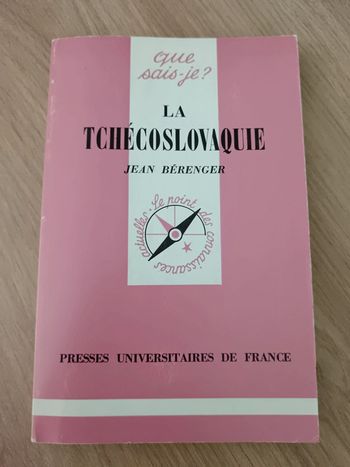 que
sais-je?
LA
TCHÉCOSLOVAQUIE
JEAN BÉRENGER
Le point des connaissances actuelles
PRESSES UNIVERSITAIRES DE FRANCE